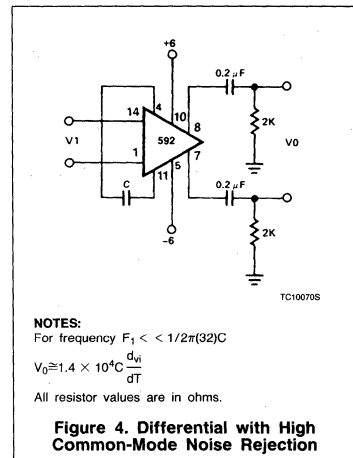 +6
0.2 μF
4
14
10
8
2K
V1
592
V0
7
1
5
11
0.2 μF
C
2K
-6
TC10070S
NOTES:
For frequency F₁ < < 1/2π(32)C
V₀≅1.4 × 10⁴C dvi/dT
All resistor values are in ohms.
Figure 4. Differential with High
Common-Mode Noise Rejection